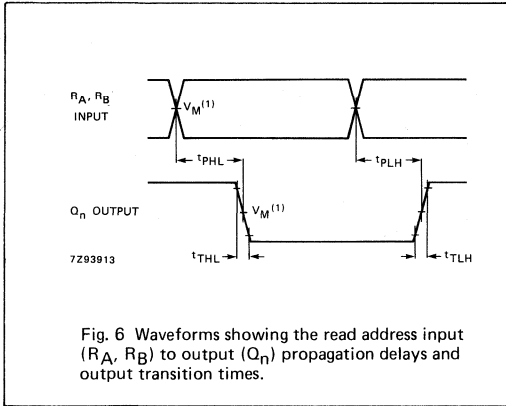 R_A, R_B
INPUT
V_M(1)
t_PHL
t_PLH
Q_n OUTPUT
V_M(1)
7Z93913
t_THL
t_TLH
Fig. 6 Waveforms showing the read address input
(R_A, R_B) to output (Q_n) propagation delays and
output transition times.